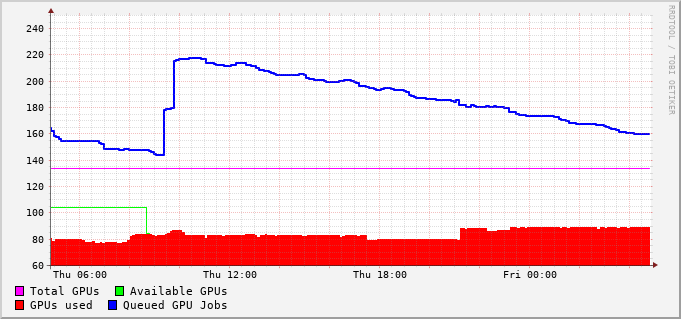 RRDTOOL / TOBI OETIKER
240
220
200
180
160
140
120
100
80
60
Thu 06:00 Thu 12:00 Thu 18:00 Fri 00:00
Total GPUs Available GPUs
GPUs used Queued GPU Jobs